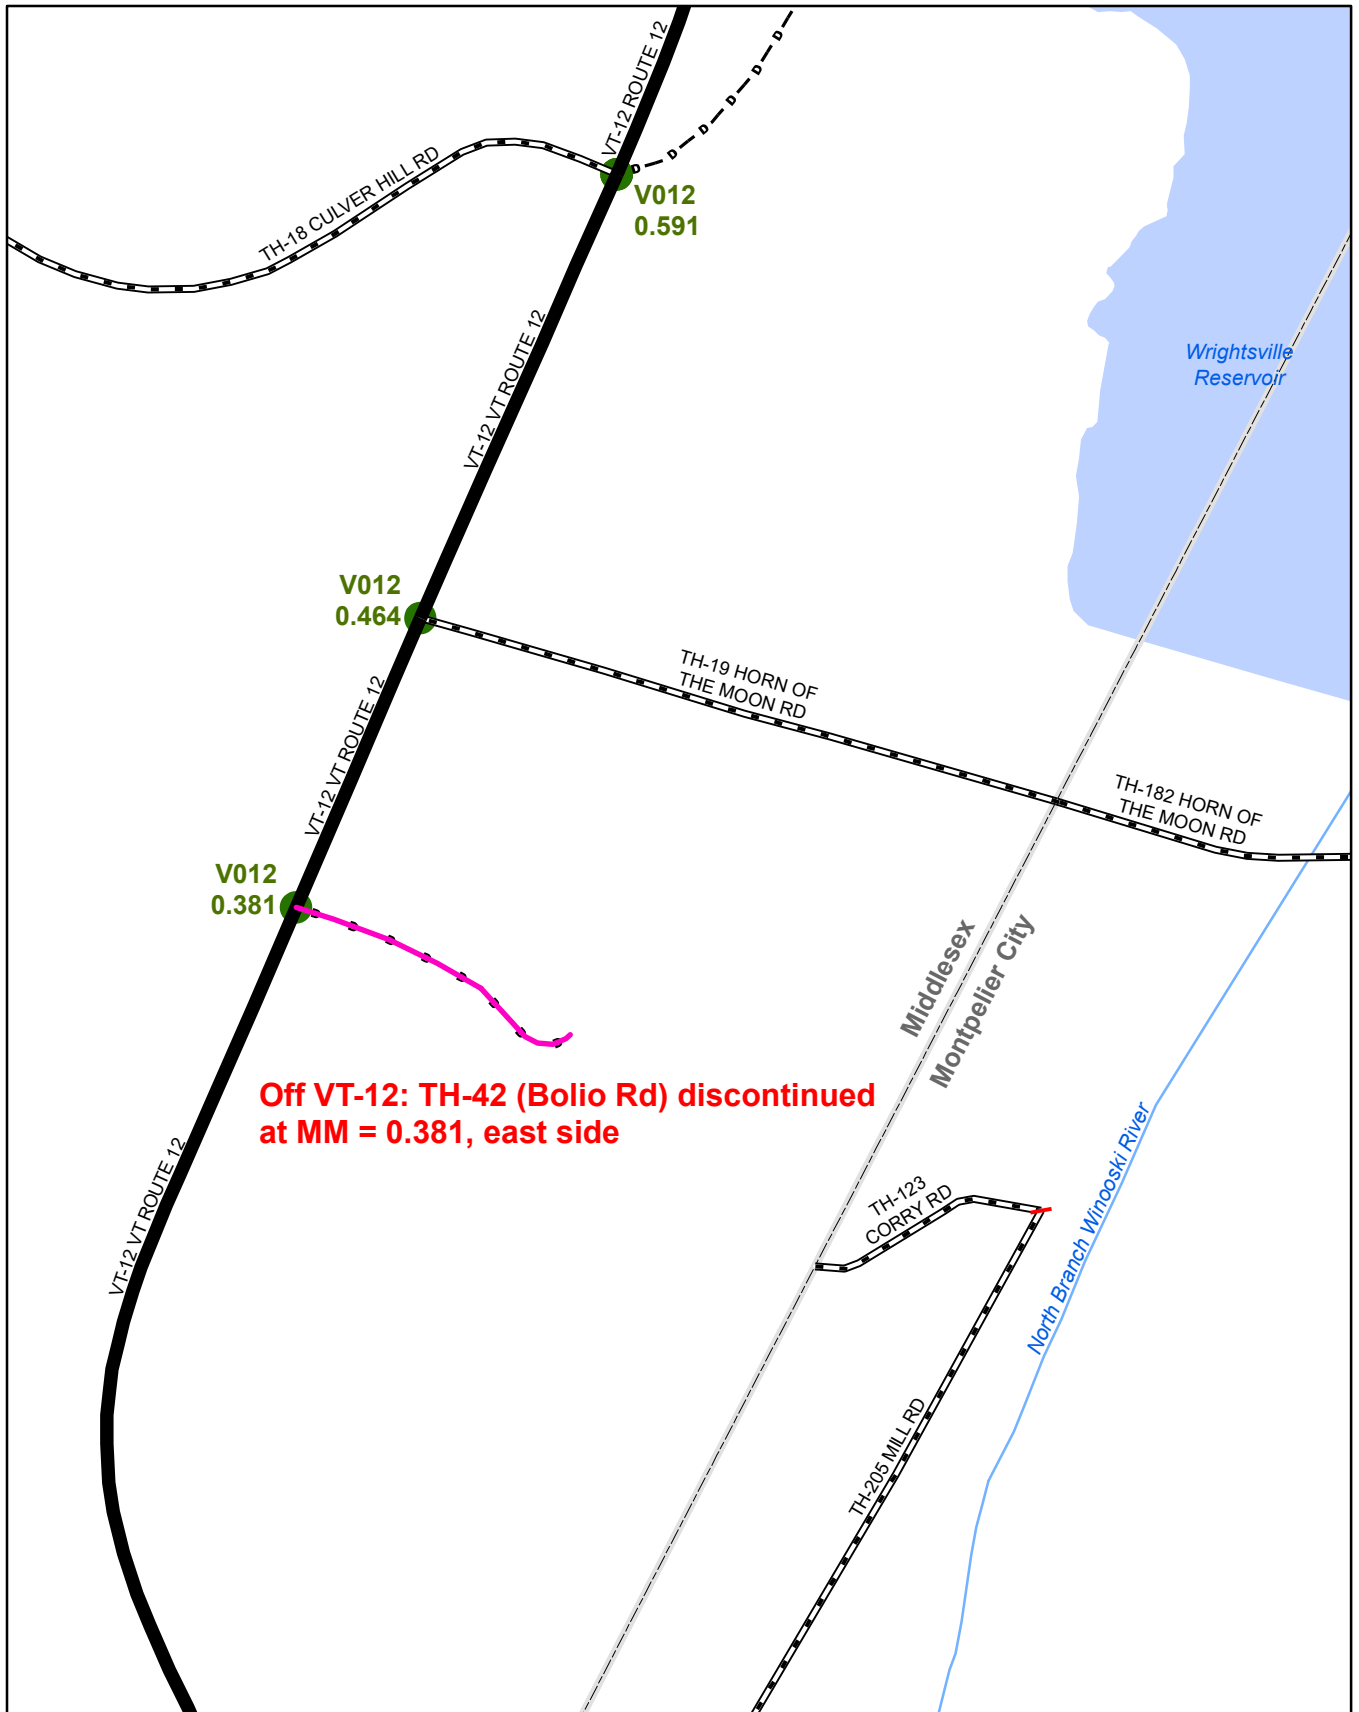 VT-12 ROUTE 12
D
D
D
D
D
D
TH-18 CULVER HILL RD
V012
0.591
VT-12 VT ROUTE 12
Wrightsville
Reservoir
V012
0.464
TH-19 HORN OF
THE MOON RD
VT-12 VT ROUTE 12
TH-182 HORN OF
THE MOON RD
V012
0.381
Middlesex
Montpelier City
Off VT-12: TH-42 (Bolio Rd) discontinued
at MM = 0.381, east side
VT-12 VT ROUTE 12
TH-123
CORRY RD
North Branch Winooski River
TH-205 MILL RD